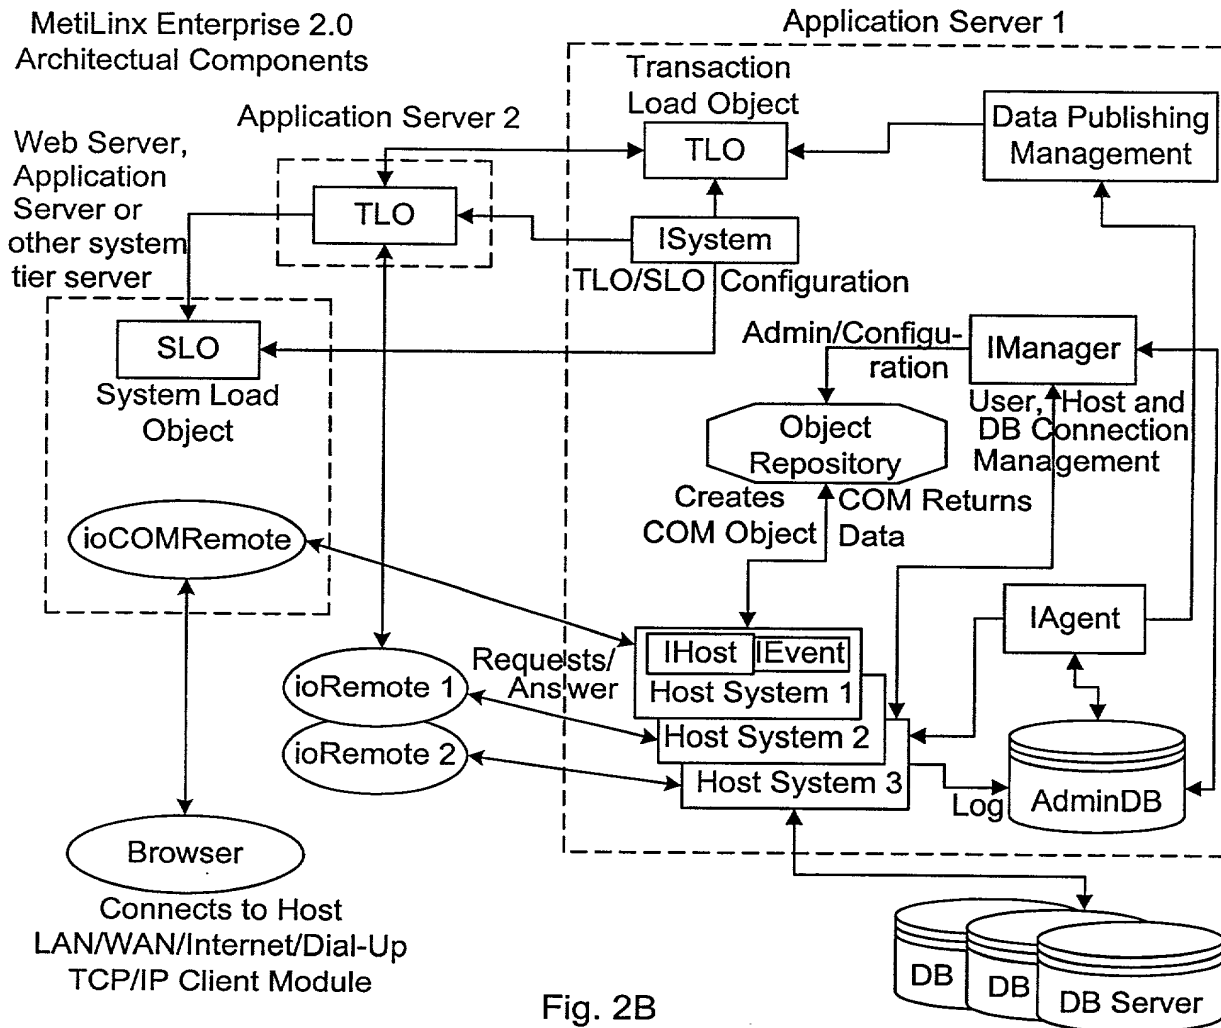 MetiLinx Enterprise 2.0
Architectual Components
Application Server 1
Transaction
Load Object
TLO
Data Publishing
Management
Application Server 2
TLO
Web Server,
Application
Server or
other system
tier server
ISystem
TLO/SLO Configuration
SLO
System Load
Object
Admin/Configu-
ration
IManager
User, Host and
DB Connection
Management
Object
Repository
Creates
COM Object
COM Returns
Data
ioCOMRemote
IAgent
IHost
IEvent
Host System 1
Host System 2
Host System 3
Requests/
Answer
ioRemote 1
ioRemote 2
Log
AdminDB
Browser
Connects to Host
LAN/WAN/Internet/Dial-Up
TCP/IP Client Module
DB
DB
DB Server
Fig. 2B